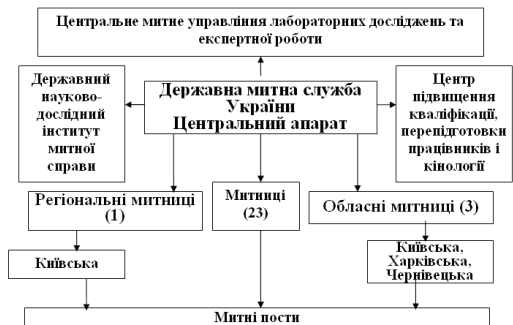 Центральне митне управління лабораторних досліджень та
експертної роботи
Державний
науково-
дослідний
інститут
митної
справи
Державна митна служба
України
Центральний апарат
Центр
підвищення
кваліфікації,
перепідготовки
працівників і
кінології
Регіональні митниці
(1)
Митниці
(23)
Обласні митниці (3)
Київська
Київська,
Харківська,
Чернівецька
Митні пости